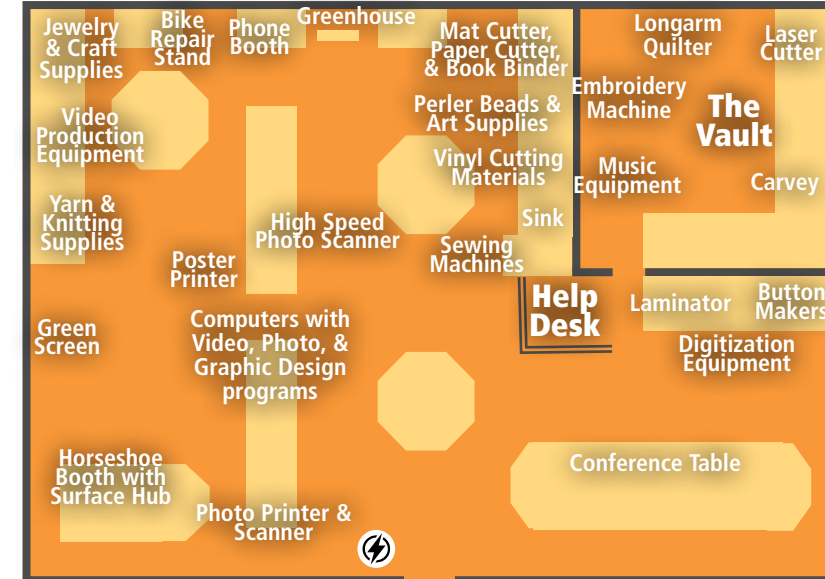 Jewelry
& Craft
Supplies
Bike
Repair
Stand
Phone
Booth
Greenhouse
Mat Cutter,
Paper Cutter,
& Book Binder
Longarm
Quilter
Laser
Cutter
Video
Production
Equipment
Perler Beads &
Art Supplies
Embroidery
Machine
The
Vault
Vinyl Cutting
Materials
Music
Equipment
Carvey
Yarn &
Knitting
Supplies
High Speed
Photo Scanner
Sink
Poster
Printer
Sewing
Machines
Help
Desk
Laminator
Button
Makers
Green
Screen
Computers with
Video, Photo, &
Graphic Design
programs
Digitization
Equipment
Horseshoe
Booth with
Surface Hub
Conference Table
Photo Printer &
Scanner